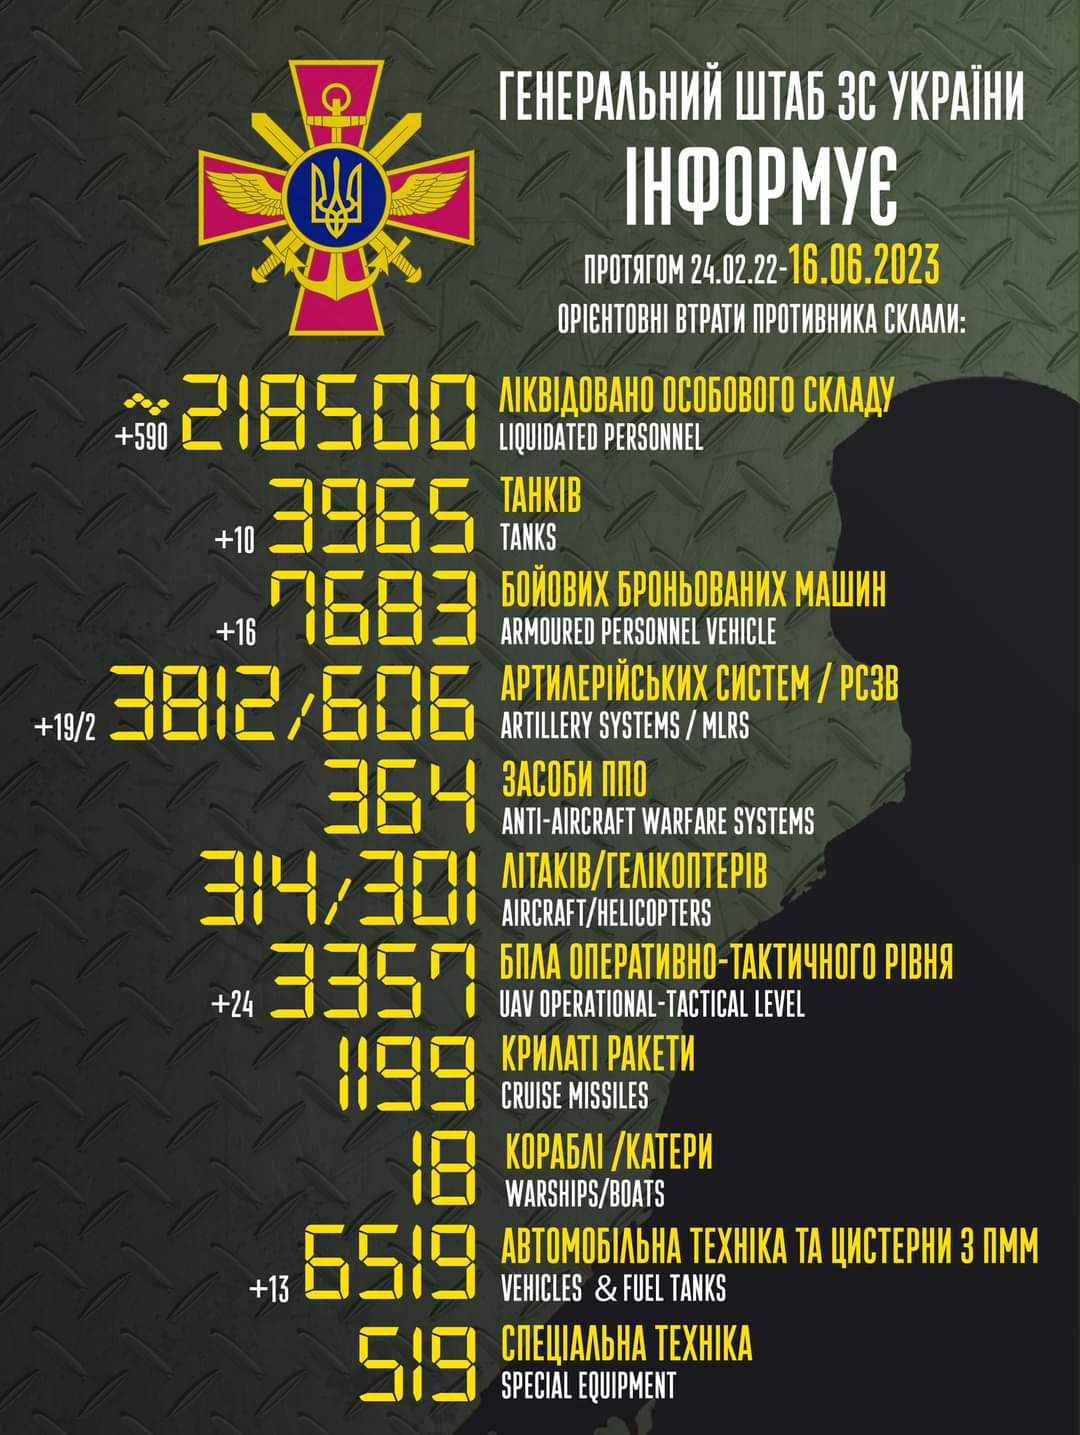 ГЕНЕРАЛЬНИЙ ШТАБ ЗС УКРАЇНИ
ІНФОРМУЄ
ПРОТЯГОМ 24.02.22-16.06.2023
ОРІЄНТОВНІ ВТРАТИ ПРОТИВНИКА СКЛАЛИ:
+590 ~218500 ЛІКВІДОВАНО ОСОБОВОГО СКЛАДУ
LIQUIDATED PERSONNEL
+10 3965 ТАНКІВ
TANKS
+16 7683 БОЙОВИХ БРОНЬОВАНИХ МАШИН
ARMOURED PERSONNEL VEHICLE
+19/2 3812/606 АРТИЛЕРІЙСЬКИХ СИСТЕМ / РСЗВ
ARTILLERY SYSTEMS / MLRS
364 ЗАСОБИ ППО
ANTI-AIRCRAFT WARFARE SYSTEMS
314/301 ЛІТАКІВ/ГЕЛІКОПТЕРІВ
AIRCRAFT/HELICOPTERS
+24 3357 БПЛА ОПЕРАТИВНО-ТАКТИЧНОГО РІВНЯ
UAV OPERATIONAL-TACTICAL LEVEL
1199 КРИЛАТІ РАКЕТИ
CRUISE MISSILES
18 КОРАБЛІ /КАТЕРИ
WARSHIPS/BOATS
+13 6519 АВТОМОБІЛЬНА ТЕХНІКА ТА ЦИСТЕРНИ З ПММ
VEHICLES & FUEL TANKS
519 СПЕЦІАЛЬНА ТЕХНІКА
SPECIAL EQUIPMENT